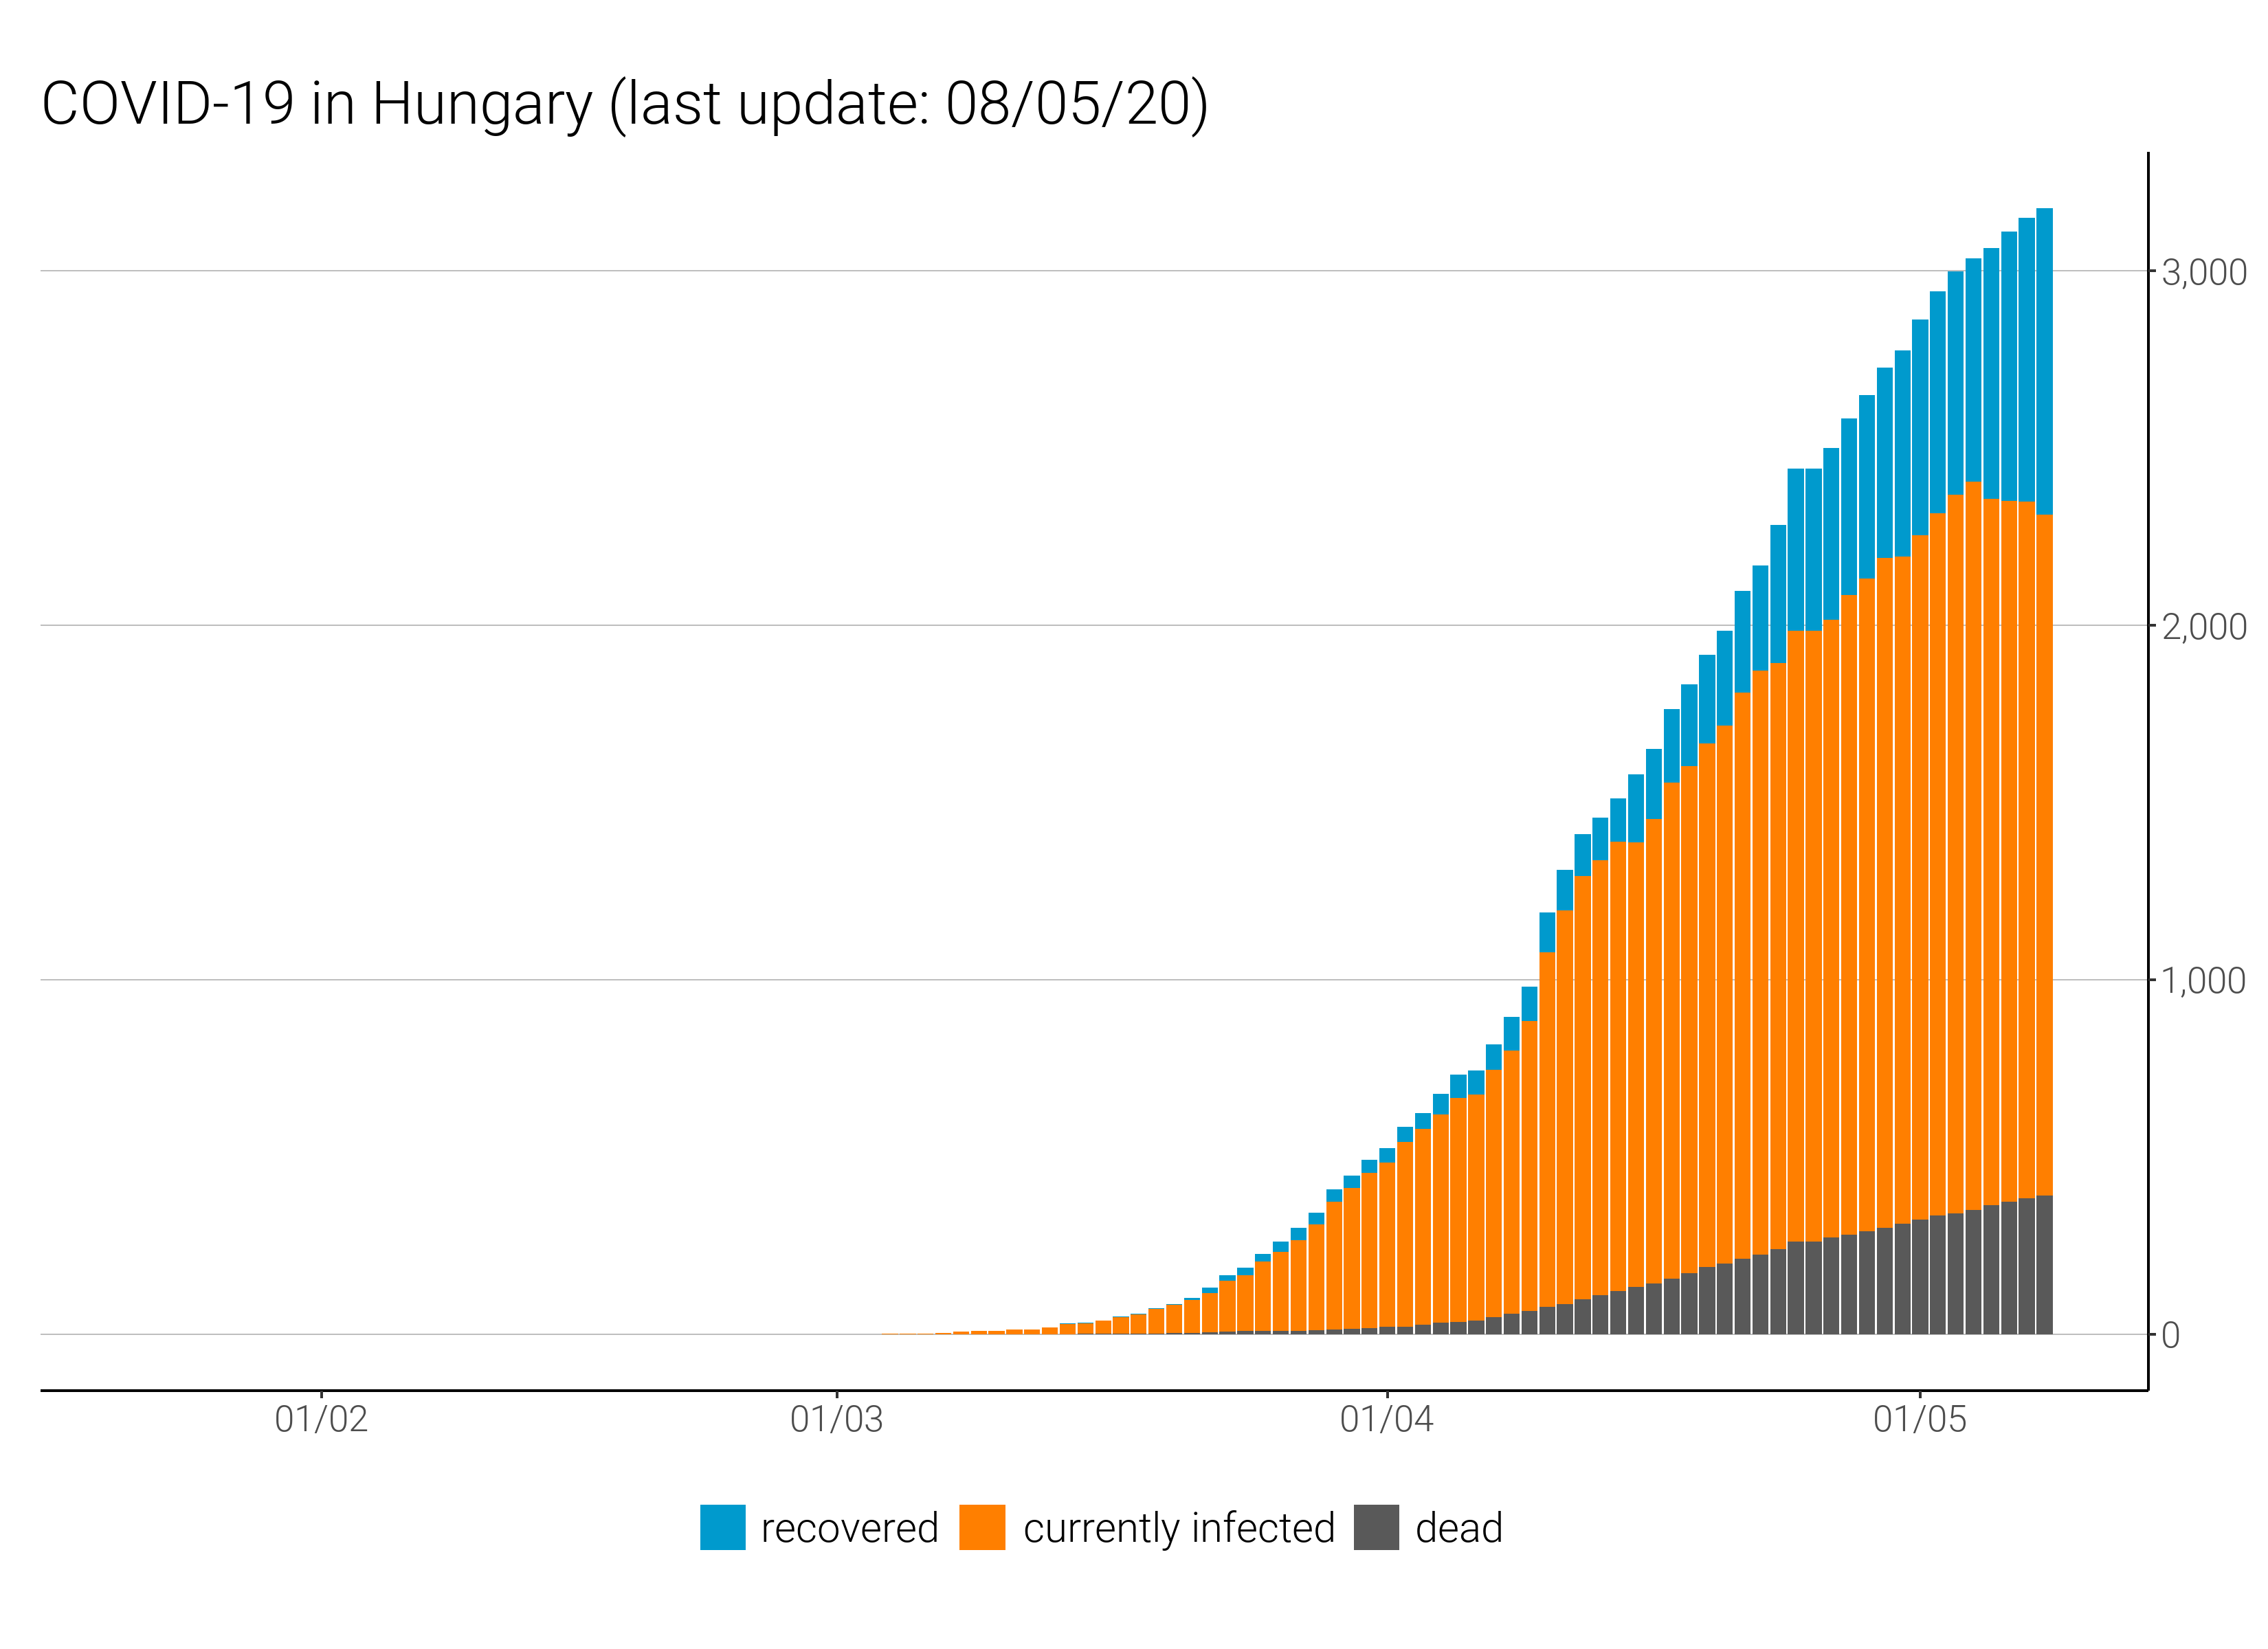 COVID-19 in Hungary (last update: 08/05/20)
3,000
2,000
1,000
0
01/02 01/03 01/04 01/05
recovered currently infected dead